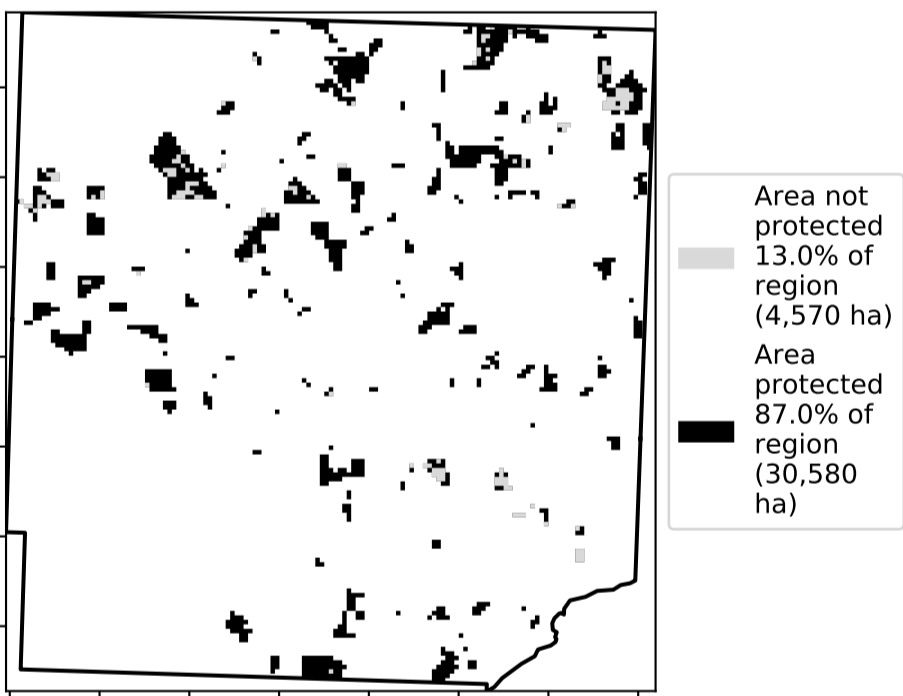 Area not
protected
13.0% of
region
(4,570 ha)
Area
protected
87.0% of
region
(30,580
ha)